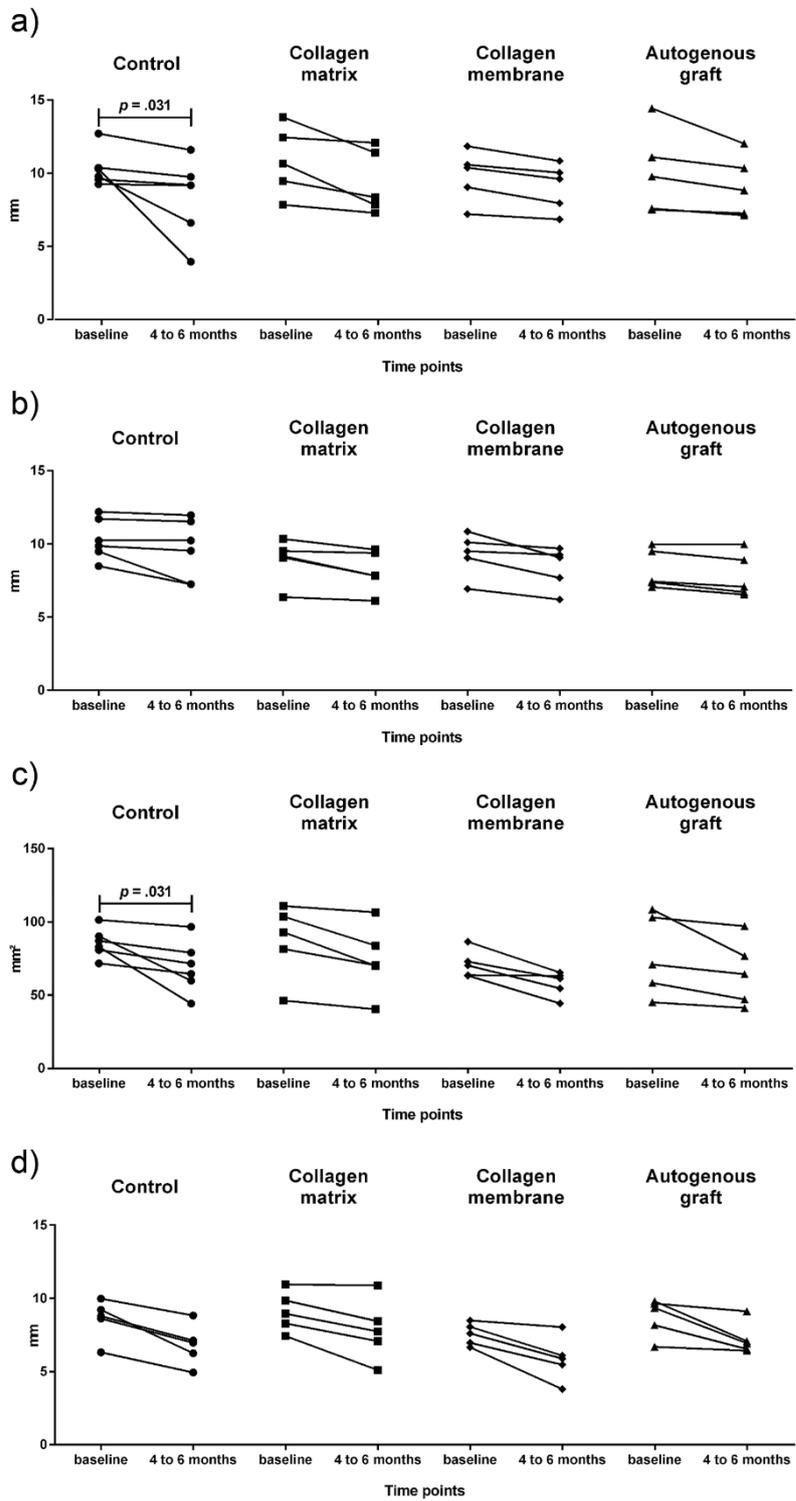 a)
Control
Collagen matrix
Collagen membrane
Autogenous graft
p = .031
15
10
5
0
mm
baseline 4 to 6 months baseline 4 to 6 months baseline 4 to 6 months baseline 4 to 6 months
Time points
b)
Control
Collagen matrix
Collagen membrane
Autogenous graft
15
10
5
0
mm
baseline 4 to 6 months baseline 4 to 6 months baseline 4 to 6 months baseline 4 to 6 months
Time points
c)
Control
Collagen matrix
Collagen membrane
Autogenous graft
p = .031
150
100
50
0
mm²
baseline 4 to 6 months baseline 4 to 6 months baseline 4 to 6 months baseline 4 to 6 months
Time points
d)
Control
Collagen matrix
Collagen membrane
Autogenous graft
15
10
5
0
mm
baseline 4 to 6 months baseline 4 to 6 months baseline 4 to 6 months baseline 4 to 6 months
Time points